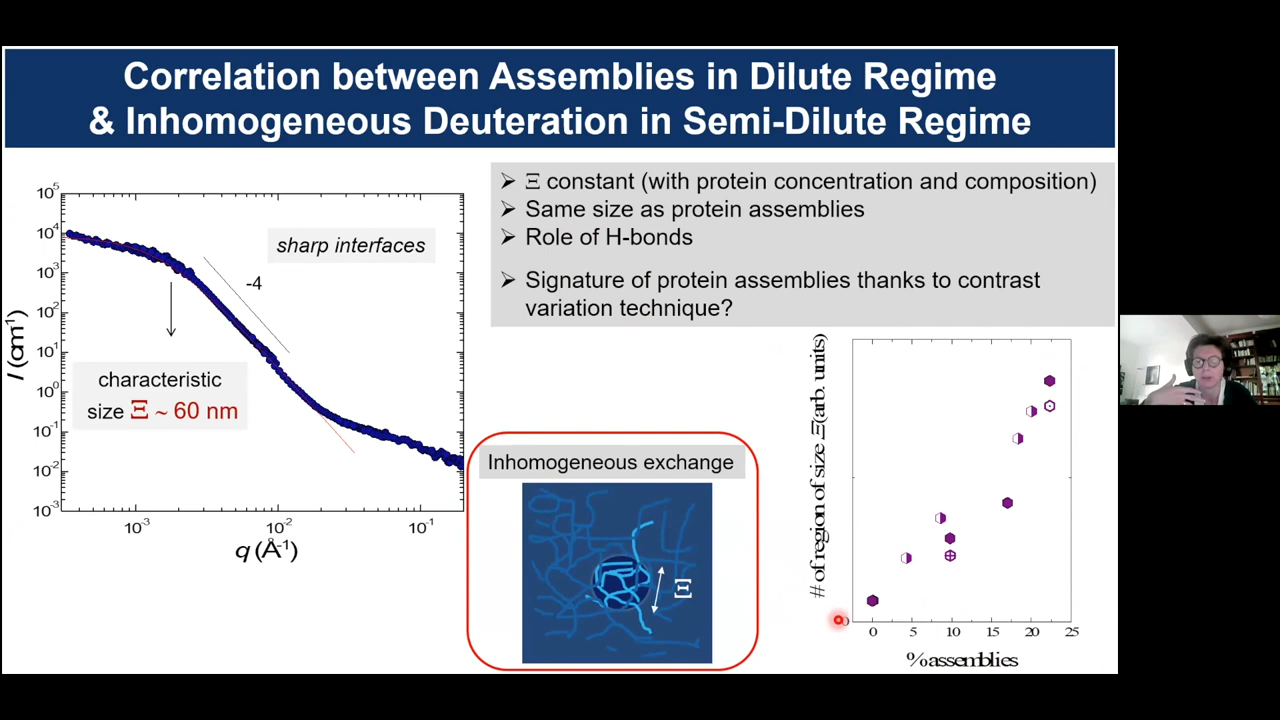 Correlation between Assemblies in Dilute Regime
& Inhomogeneous Deuteration in Semi-Dilute Regime
➢ Ξ constant (with protein concentration and composition)
➢ Same size as protein assemblies
➢ Role of H-bonds
➢ Signature of protein assemblies thanks to contrast
variation technique?
10⁵
10⁴
10³
10²
10¹
10⁰
10⁻¹
10⁻²
10⁻³
I (cm⁻¹)
sharp interfaces
-4
characteristic
size Ξ ~ 60 nm
10⁻³ 10⁻² 10⁻¹
q (Å⁻¹)
Inhomogeneous exchange
Ξ
# of region of size Ξ (arb. units)
0 5 10 15 20 25
% assemblies